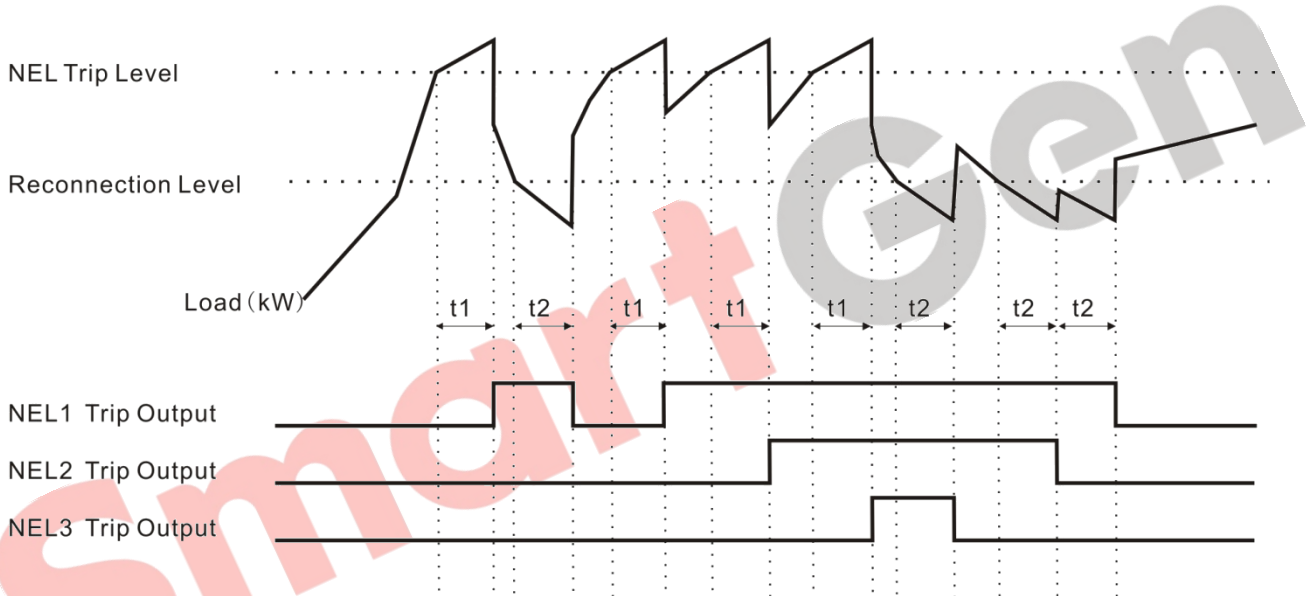 NEL Trip Level
Reconnection Level
Load (kW)
t1 t2 t1 t1 t1 t2 t2 t2
NEL1 Trip Output
NEL2 Trip Output
NEL3 Trip Output
SmartGen